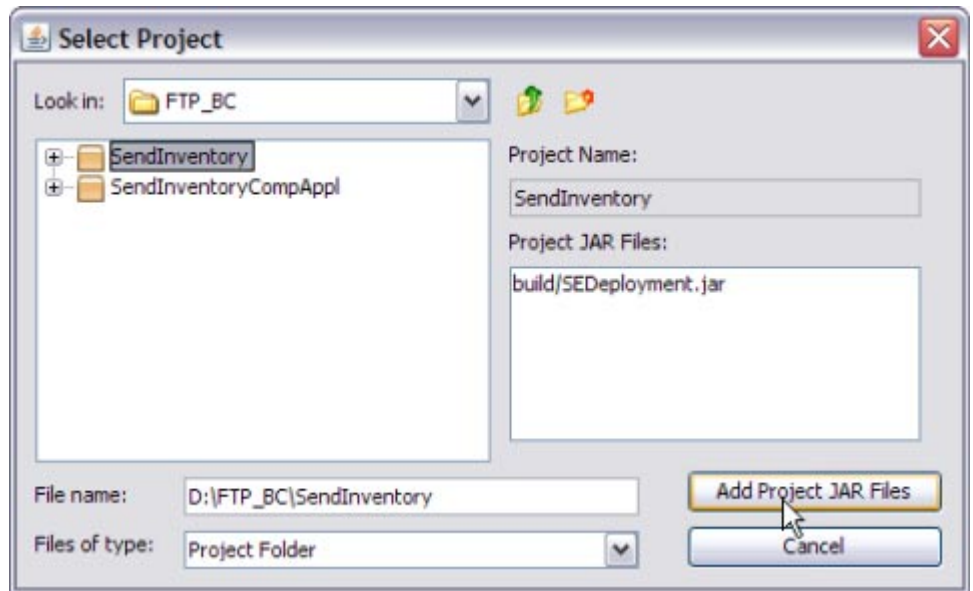 Select Project
Look in: FTP_BC
SendInventory
SendInventoryCompAppl
Project Name:
SendInventory
Project JAR Files:
build/SEDeployment.jar
File name: D:\FTP_BC\SendInventory
Files of type: Project Folder
Add Project JAR Files
Cancel